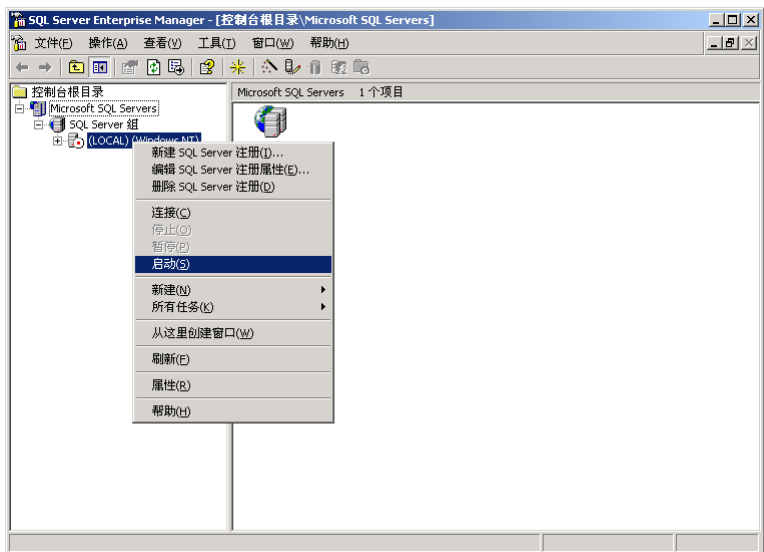 SQL Server Enterprise Manager - [控制台根目录\Microsoft SQL Servers]
文件(F) 操作(A) 查看(V) 工具(T) 窗口(W) 帮助(H)
控制台根目录
Microsoft SQL Servers
SQL Server 组
(LOCAL) (Windows NT)
Microsoft SQL Servers 1 个项目
新建 SQL Server 注册(I)...
编辑 SQL Server 注册属性(E)...
删除 SQL Server 注册(D)
连接(C)
停止(O)
暂停(P)
启动(S)
新建(N)
所有任务(K)
从这里创建窗口(W)
刷新(F)
属性(R)
帮助(H)